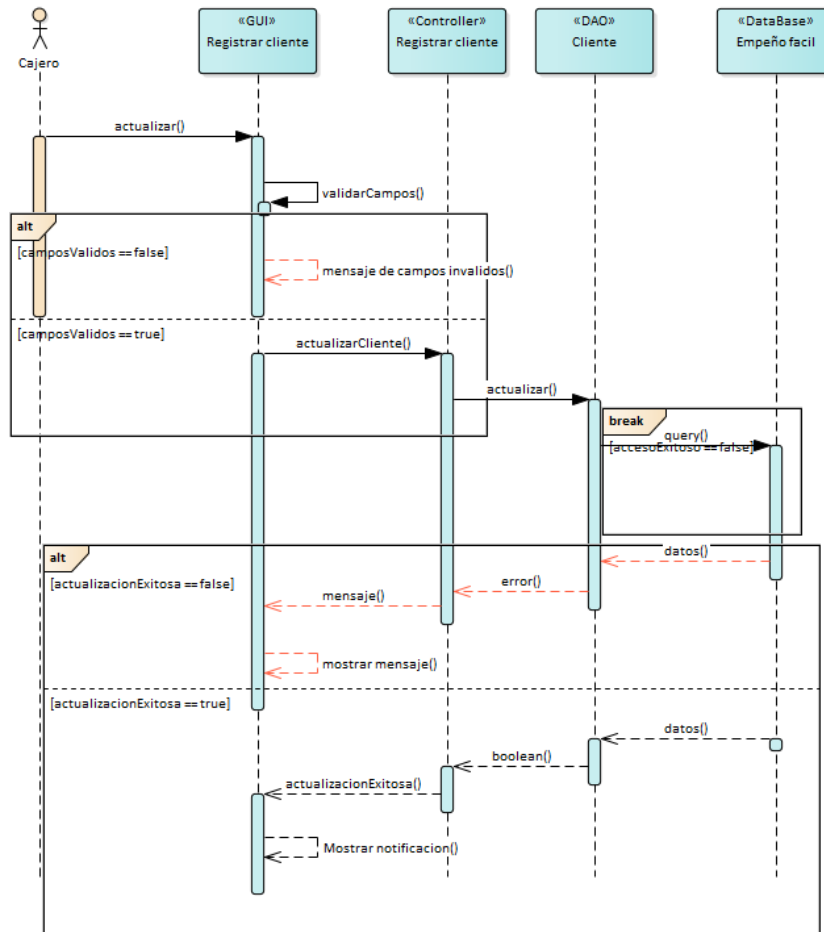 «GUI»
Registrar cliente
«Controller»
Registrar cliente
«DAO»
Cliente
«DataBase»
Empeño facil
Cajero
actualizar()
validarCampos()
alt
[camposValidos == false]
mensaje de campos invalidos()
[camposValidos == true]
actualizarCliente()
actualizar()
break
query()
[accesoExitoso == false]
alt
datos()
[actualizacionExitosa == false]
error()
mensaje()
mostrar mensaje()
[actualizacionExitosa == true]
datos()
boolean()
actualizacionExitosa()
Mostrar notificacion()